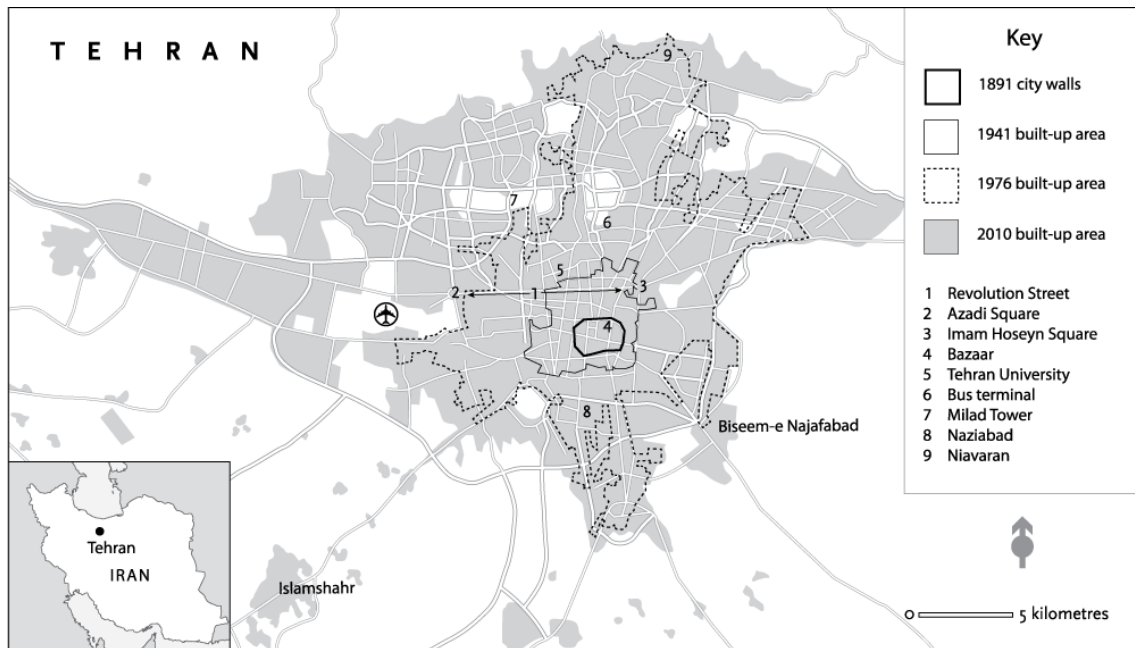 TEHRAN
9
7
6
5
2
1
3
4
8
Biseem-e Najafabad
Islamshahr
Tehran
IRAN
Key
1891 city walls
1941 built-up area
1976 built-up area
2010 built-up area
1 Revolution Street
2 Azadi Square
3 Imam Hoseyn Square
4 Bazaar
5 Tehran University
6 Bus terminal
7 Milad Tower
8 Naziabad
9 Niavaran
0 5 kilometres